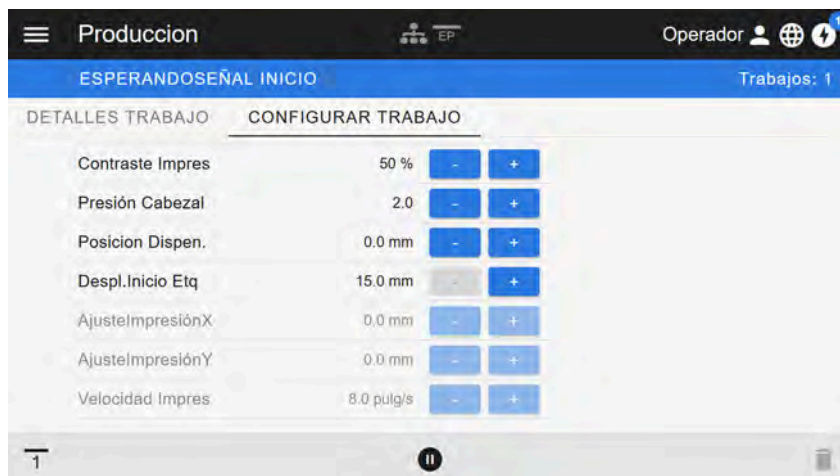 Produccion EP Operador
ESPERANDOSEÑAL INICIO Trabajos: 1
DETALLES TRABAJO CONFIGURAR TRABAJO
Contraste Impres 50 % - +
Presión Cabezal 2.0 - +
Posicion Dispen. 0.0 mm - +
Despl.Inicio Etq 15.0 mm - +
AjusteImpresiónX 0.0 mm - +
AjusteImpresiónY 0.0 mm - +
Velocidad Impres 8.0 pulg/s - +
1